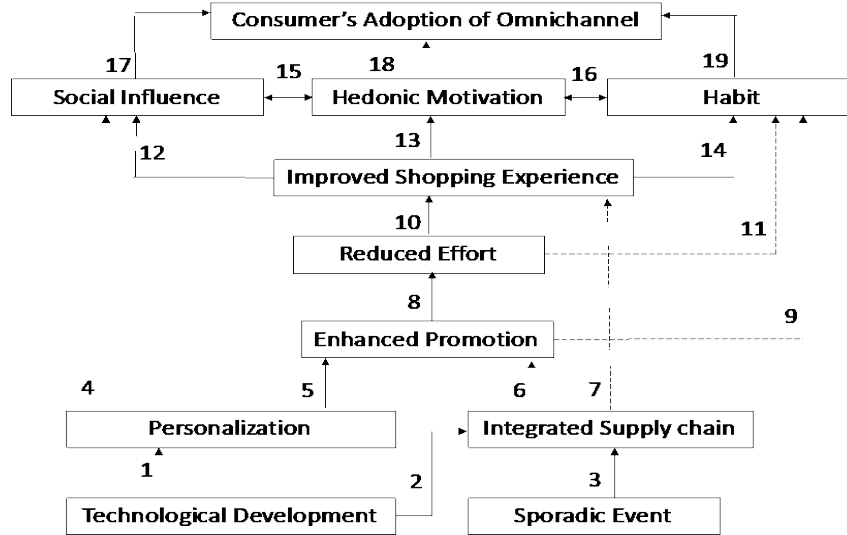 Consumer's Adoption of Omnichannel
17
15
18
16
19
Social Influence
Hedonic Motivation
Habit
12
13
14
Improved Shopping Experience
10
11
Reduced Effort
8
9
Enhanced Promotion
4
5
6
7
Personalization
Integrated Supply chain
1
2
3
Technological Development
Sporadic Event